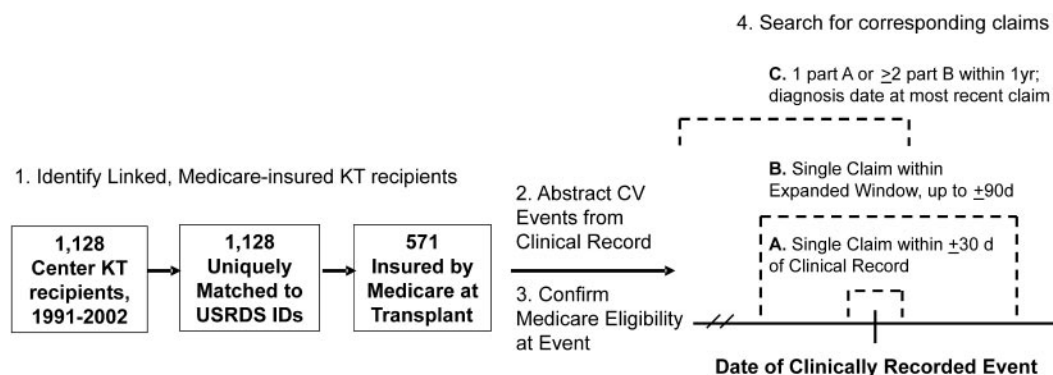 4. Search for corresponding claims
C. 1 part A or ≥2 part B within 1yr;
diagnosis date at most recent claim
1. Identify Linked, Medicare-insured KT recipients
2. Abstract CV
Events from
Clinical Record
B. Single Claim within
Expanded Window, up to ±90d
1,128
Center KT
recipients,
1991-2002
1,128
Uniquely
Matched to
USRDS IDs
571
Insured by
Medicare at
Transplant
A. Single Claim within ±30 d
of Clinical Record
3. Confirm
Medicare Eligibility
at Event
Date of Clinically Recorded Event